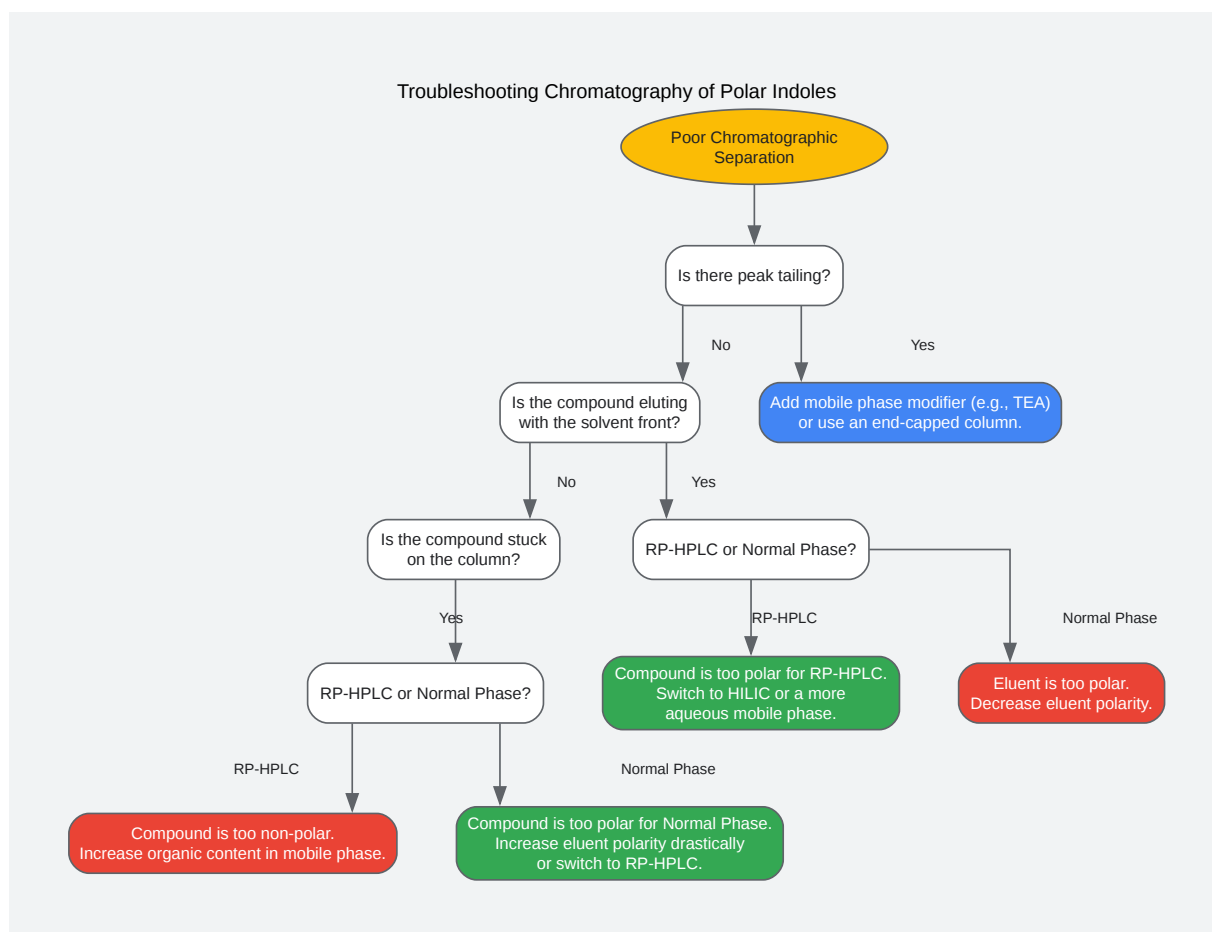 Troubleshooting Chromatography of Polar Indoles
Poor Chromatographic
Separation
Is there peak tailing?
No
Yes
Is the compound eluting
with the solvent front?
Add mobile phase modifier (e.g., TEA)
or use an end-capped column.
No
Yes
Is the compound stuck
on the column?
RP-HPLC or Normal Phase?
Yes
RP-HPLC
Normal Phase
RP-HPLC or Normal Phase?
Compound is too polar for RP-HPLC.
Switch to HILIC or a more
aqueous mobile phase.
Eluent is too polar.
Decrease eluent polarity.
RP-HPLC
Normal Phase
Compound is too non-polar.
Increase organic content in mobile phase.
Compound is too polar for Normal Phase.
Increase eluent polarity drastically
or switch to RP-HPLC.